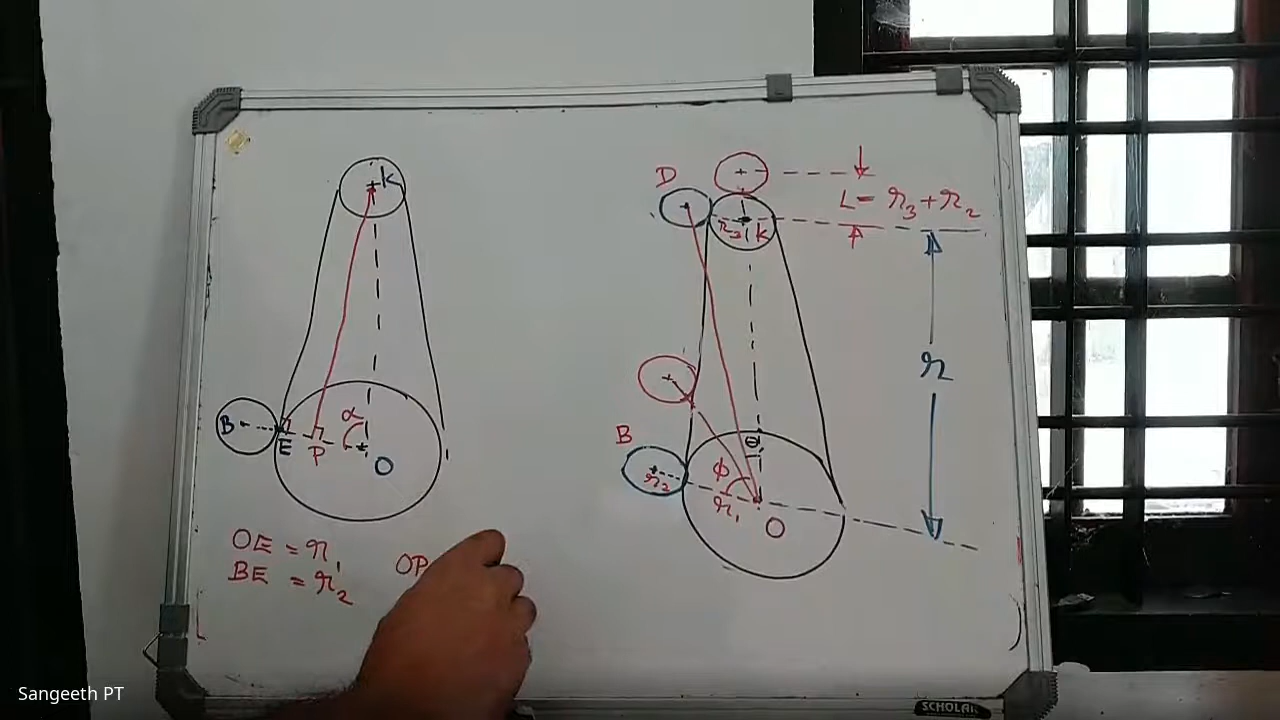 K
α
B
E
P
O
OE = r₁
BE = r₂
OP
D
L = r₃ + r₂
r₃
K
r
B
r₂
θ
φ
r₁
O
Sangeeth PT
SCHOLAR